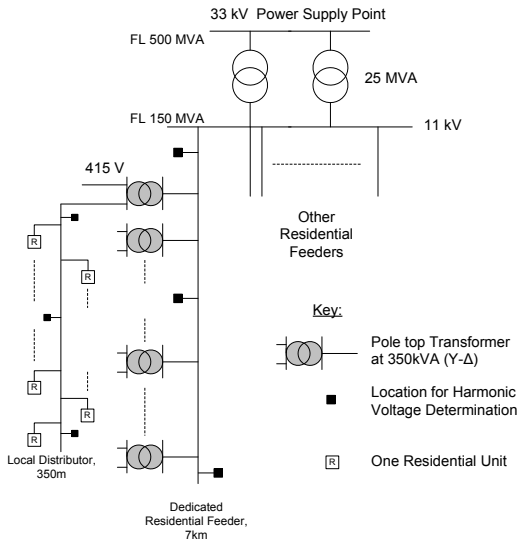 33 kV Power Supply Point
FL 500 MVA
25 MVA
FL 150 MVA
11 kV
415 V
R
R
R
R
R
Other
Residential
Feeders
Key:
Pole top Transformer
at 350kVA (Y-Δ)
Location for Harmonic
Voltage Determination
R
One Residential Unit
Local Distributor,
350m
Dedicated
Residential Feeder,
7km